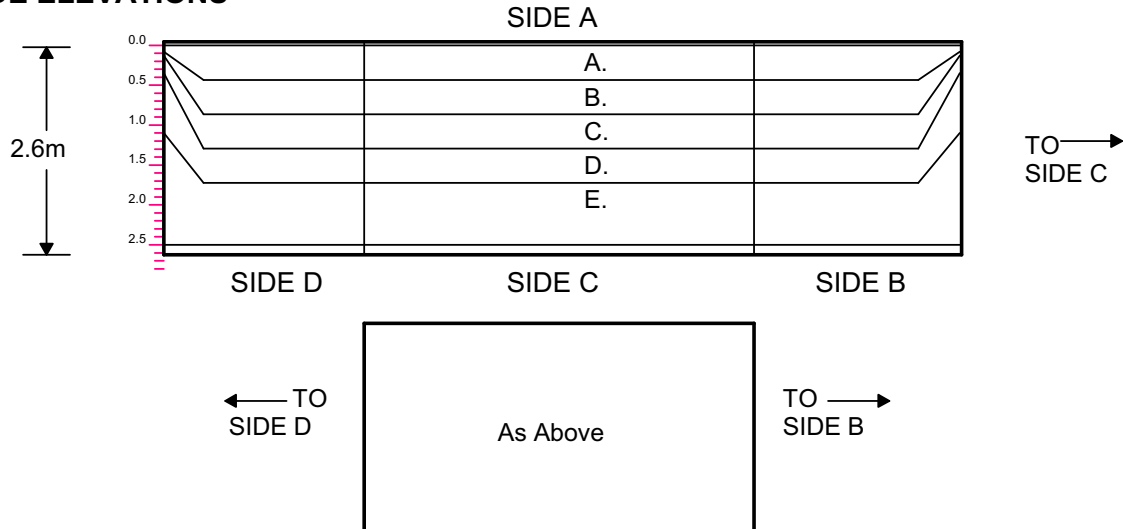 SIDE A
0.0
A.
0.5
B.
1.0
C.
2.6m
1.5
D.
TO
SIDE C
2.0
E.
2.5
SIDE D
SIDE C
SIDE B
TO
SIDE D
As Above
TO
SIDE B